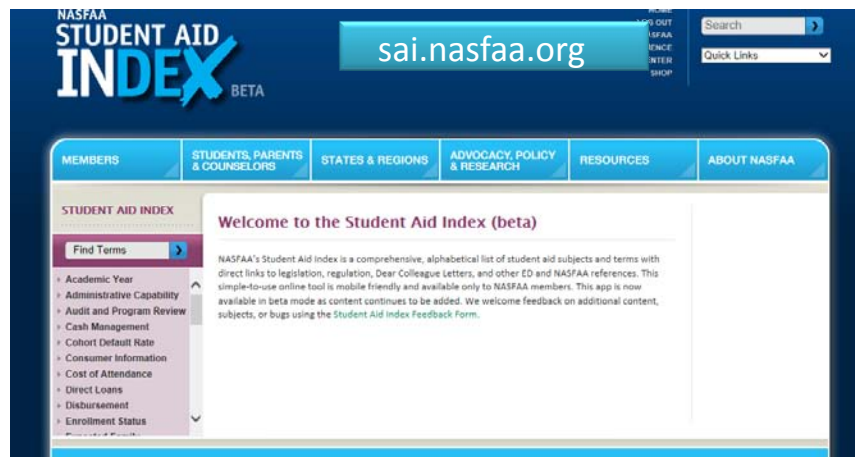 NASFAA
STUDENT AID
INDEX BETA
sai.nasfaa.org
HOME
OUT
SHOP
Search
Quick Links
MEMBERS
STUDENTS, PARENTS
& COUNSELORS
STATES & REGIONS
ADVOCACY, POLICY
& RESEARCH
RESOURCES
ABOUT NASFAA
STUDENT AID INDEX
Find Terms
Academic Year
Administrative Capability
Audit and Program Review
Cash Management
Cohort Default Rate
Consumer Information
Cost of Attendance
Direct Loans
Disbursement
Enrollment Status
Welcome to the Student Aid Index (beta)
NASFAA's Student Aid Index is a comprehensive, alphabetical list of student aid subjects and terms with
direct links to legislation, regulation, Dear Colleague Letters, and other ED and NASFAA references. This
simple-to-use online tool is mobile friendly and available only to NASFAA members. This app is now
available in beta mode as content continues to be added. We welcome feedback on additional content,
subjects, or bugs using the Student Aid Index Feedback Form.